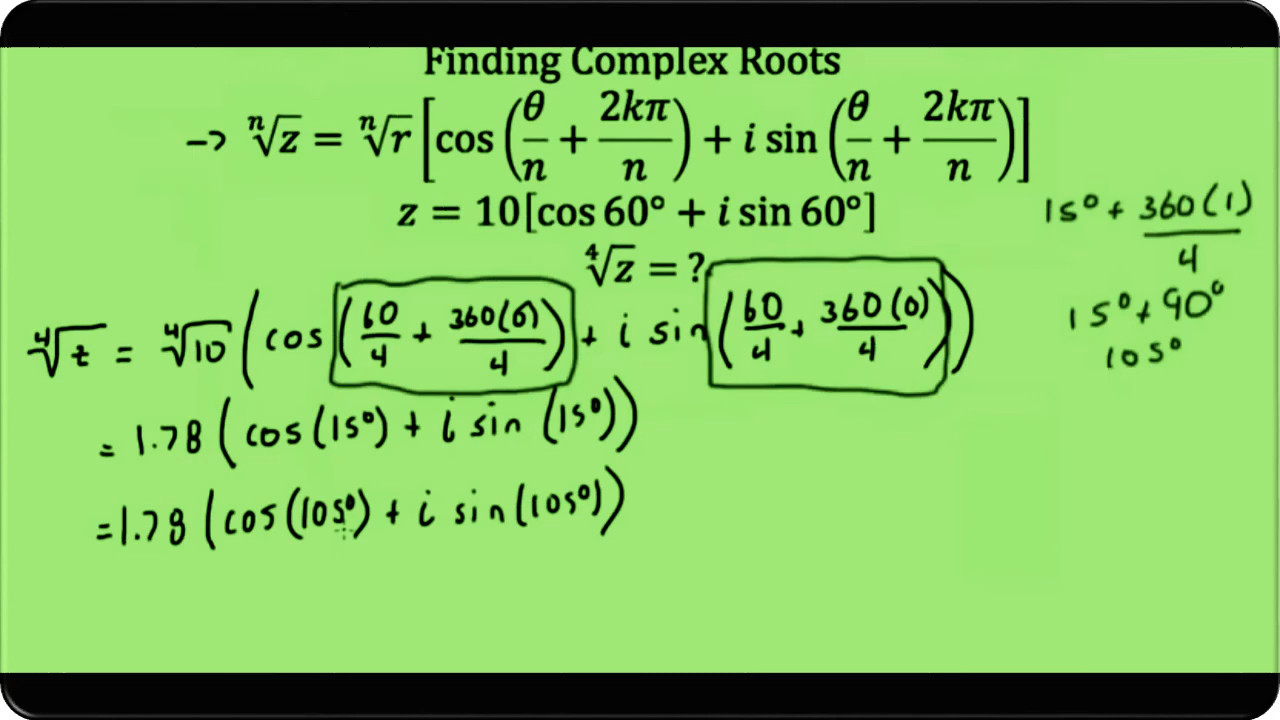 Finding Complex Roots
→ ⁿ√z = ⁿ√r [cos (θ/n + 2kπ/n) + i sin (θ/n + 2kπ/n)]
z = 10[cos 60° + i sin 60°]
⁴√z = ?
⁴√z = ⁴√10 (cos (60/4 + 360(0)/4) + i sin (60/4 + 360(0)/4))
= 1.78 (cos(15°) + i sin (15°))
= 1.78 (cos(105°) + i sin(105°))
15° + 360(1)/4
15° + 90°
105°